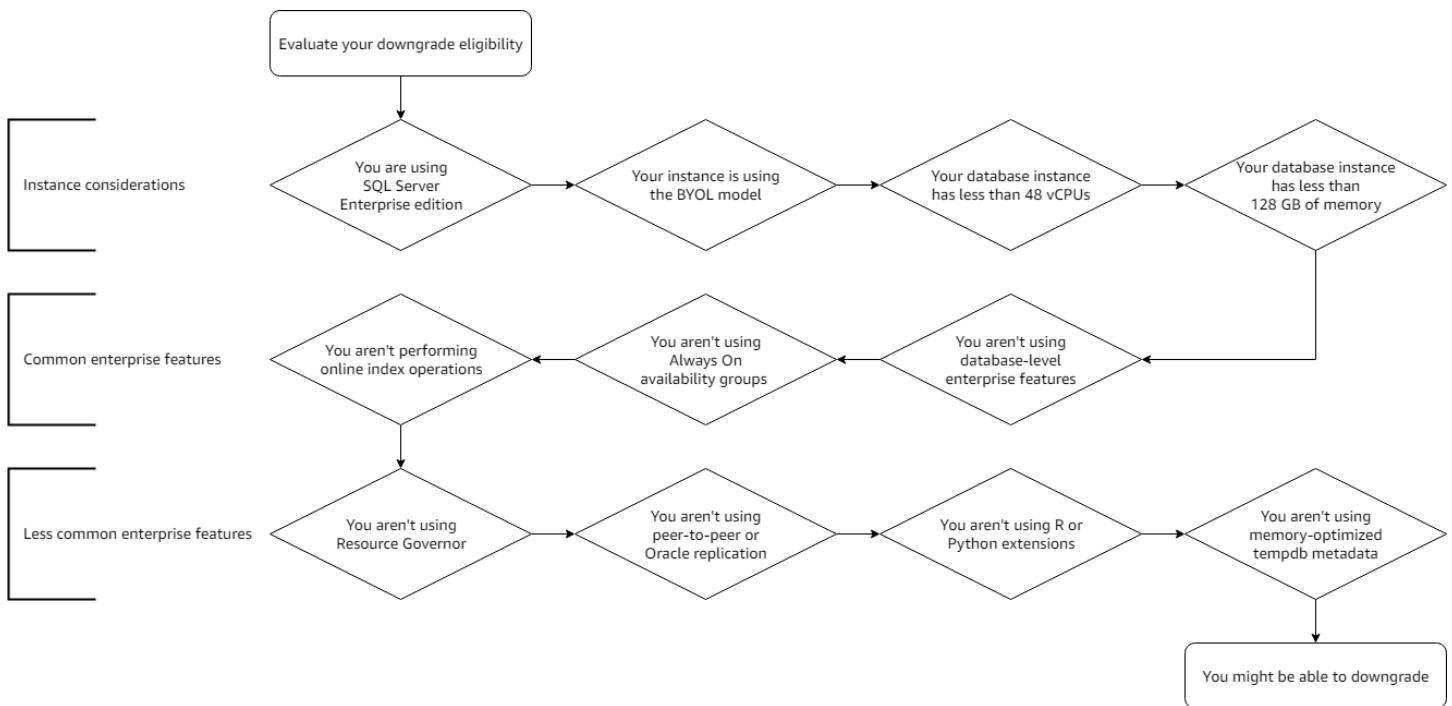 Evaluate your downgrade eligibility
Instance considerations
You are using
SQL Server
Enterprise edition
Your instance is using
the BYOL model
Your database instance
has less than 48 vCPUs
Your database instance
has less than
128 GB of memory
Common enterprise features
You aren't performing
online index operations
You aren't using
Always On
availability groups
You aren't using
database-level
enterprise features
Less common enterprise features
You aren't using
Resource Governor
You aren't using
peer-to-peer or
Oracle replication
You aren't using R or
Python extensions
You aren't using
memory-optimized
tempdb metadata
You might be able to downgrade